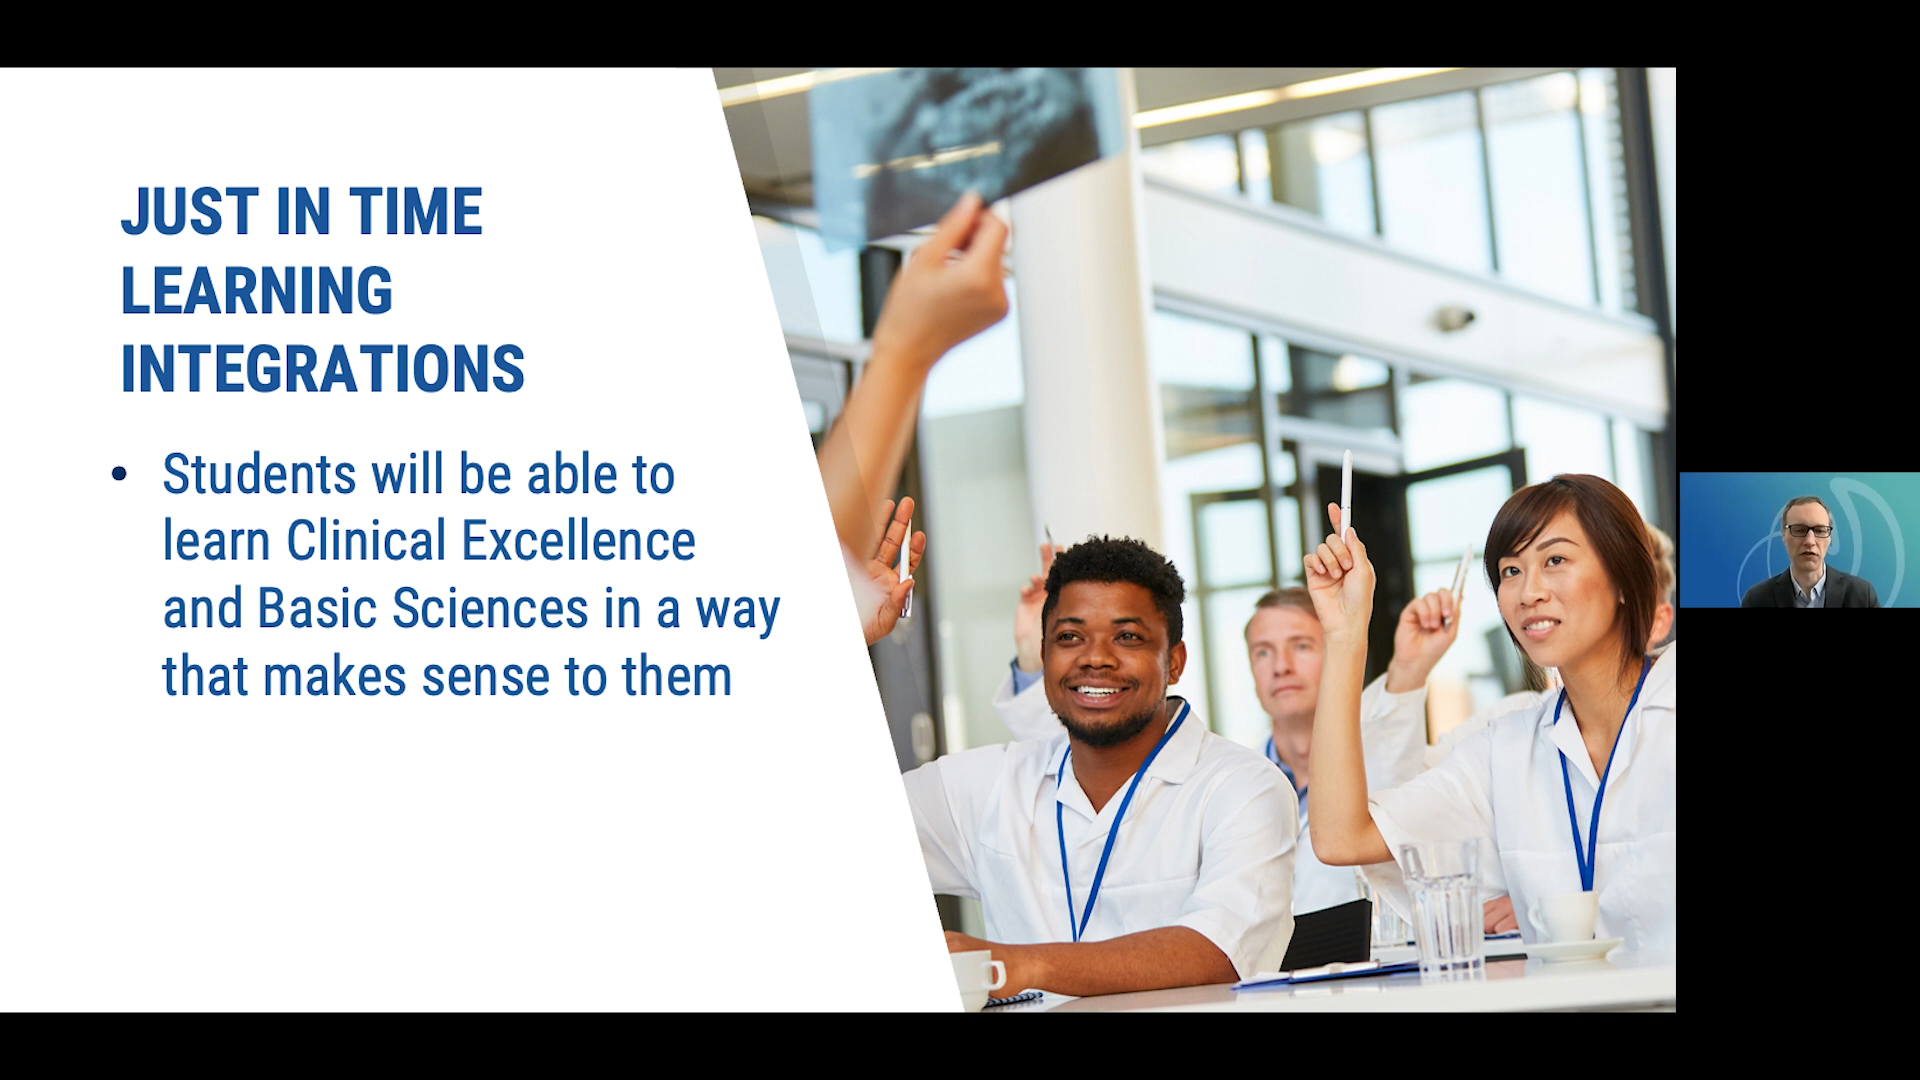 JUST IN TIME
LEARNING
INTEGRATIONS
• Students will be able to
learn Clinical Excellence
and Basic Sciences in a way
that makes sense to them